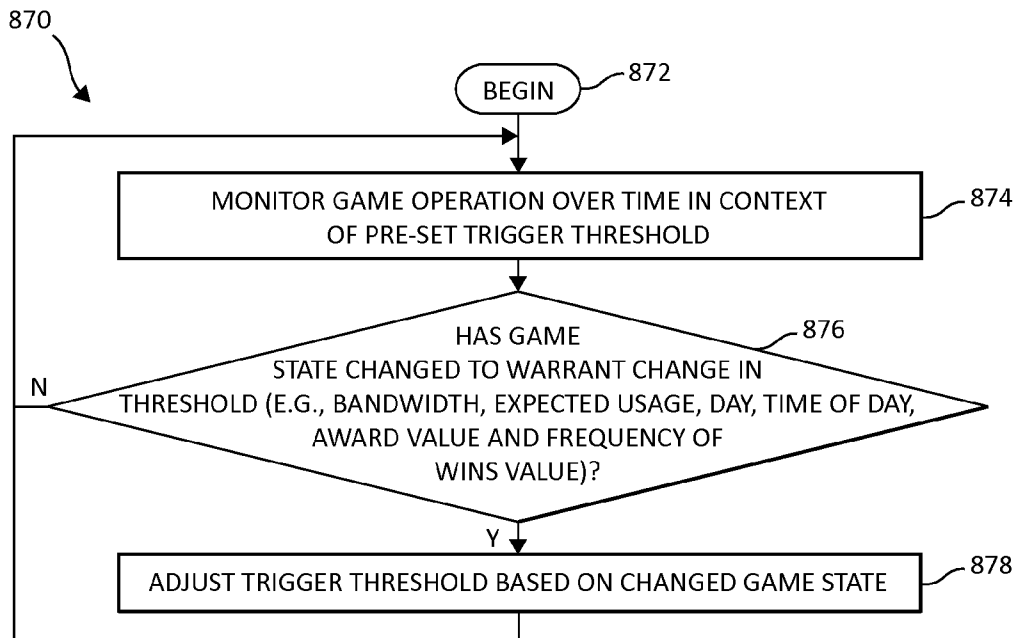 870
BEGIN
872
MONITOR GAME OPERATION OVER TIME IN CONTEXT
OF PRE-SET TRIGGER THRESHOLD
874
HAS GAME
876
STATE CHANGED TO WARRANT CHANGE IN
N
THRESHOLD (E.G., BANDWIDTH, EXPECTED USAGE, DAY, TIME OF DAY,
AWARD VALUE AND FREQUENCY OF
WINS VALUE)?
Y
ADJUST TRIGGER THRESHOLD BASED ON CHANGED GAME STATE
878